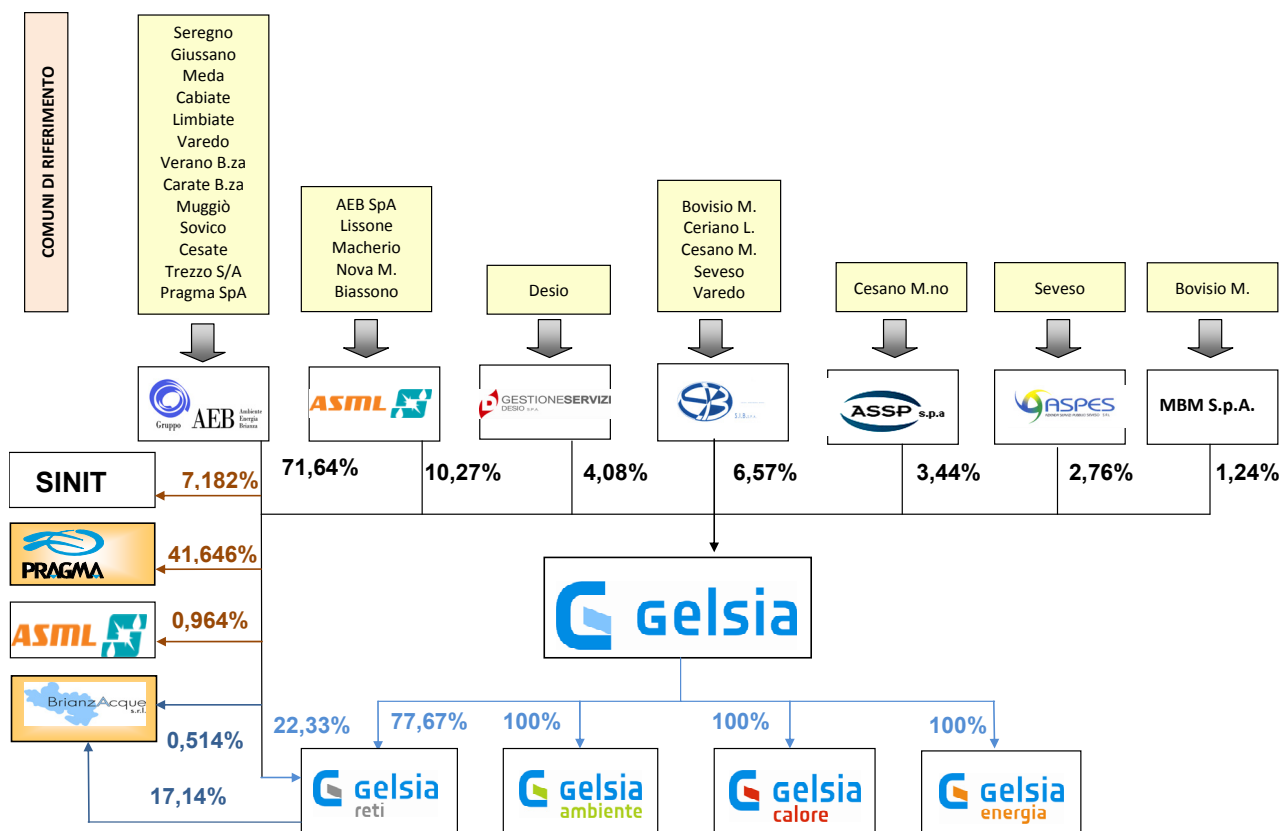 COMUNI DI RIFERIMENTO
Seregno
Giussano
Meda
Cabiate
Limbiate
Varedo
Verano B.za
Carate B.za
Muggiò
Sovico
Cesate
Trezzo S/A
Pragma SpA
AEB SpA
Lissone
Macherio
Nova M.
Biassono
Desio
Bovisio M.
Ceriano L.
Cesano M.
Seveso
Varedo
Cesano M.no
Seveso
Bovisio M.
Gruppo AEB Ambiente Energia Brianza
ASML
GESTIONESERVIZI
DESIO S.P.A.
ASSP s.p.a
ASPES
MBM S.p.A.
71,64%
10,27%
4,08%
6,57%
3,44%
2,76%
1,24%
SINIT
7,182%
PRAGMA
41,646%
ASML
0,964%
BrianzAcque
s.r.l.
0,514%
17,14%
Gelsia
22,33%
77,67%
100%
100%
100%
Gelsia
reti
Gelsia
ambiente
Gelsia
calore
Gelsia
energia